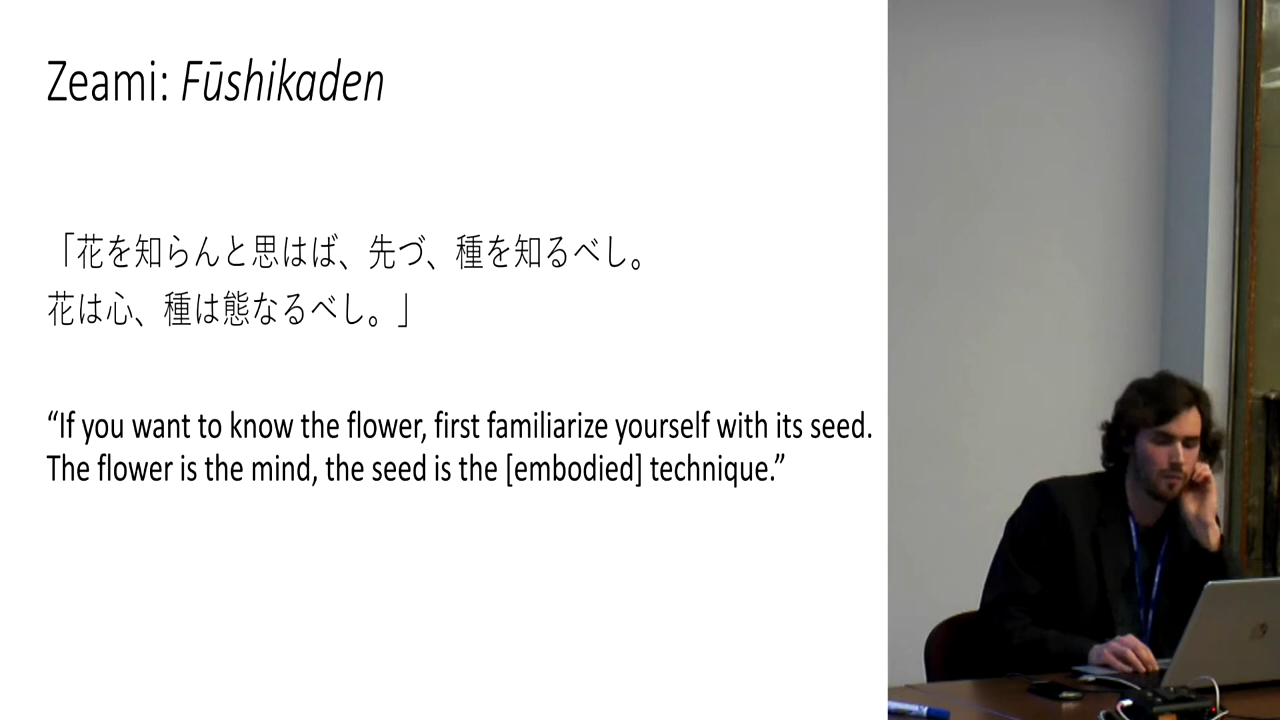 Zeami: Fūshikaden
「花を知らんと思はば、先づ、種を知るべし。
花は心、種は態なるべし。」
“If you want to know the flower, first familiarize yourself with its seed.
The flower is the mind, the seed is the [embodied] technique.”